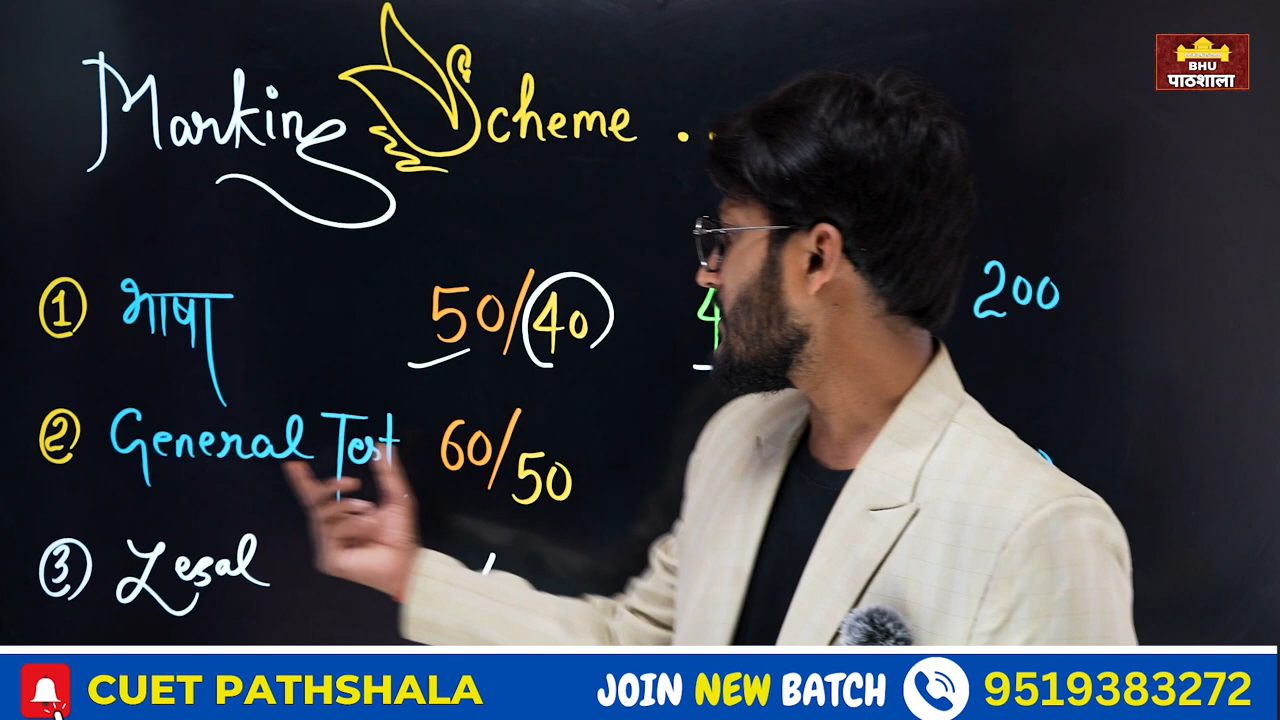 BHU
पाठशाला
Marking Scheme ..
1 भाषा 50/40 4 200
2 General Test 60/50
3 Legal
CUET PATHSHALA JOIN NEW BATCH 9519383272